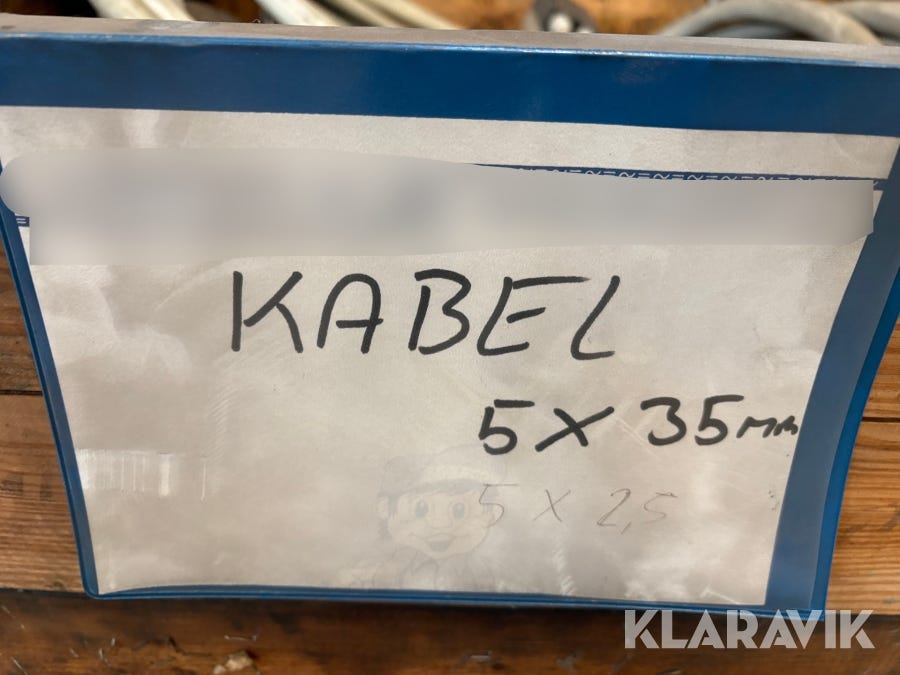 KABEL
5 X 35mm
5 X 2,5
KLARAVIK